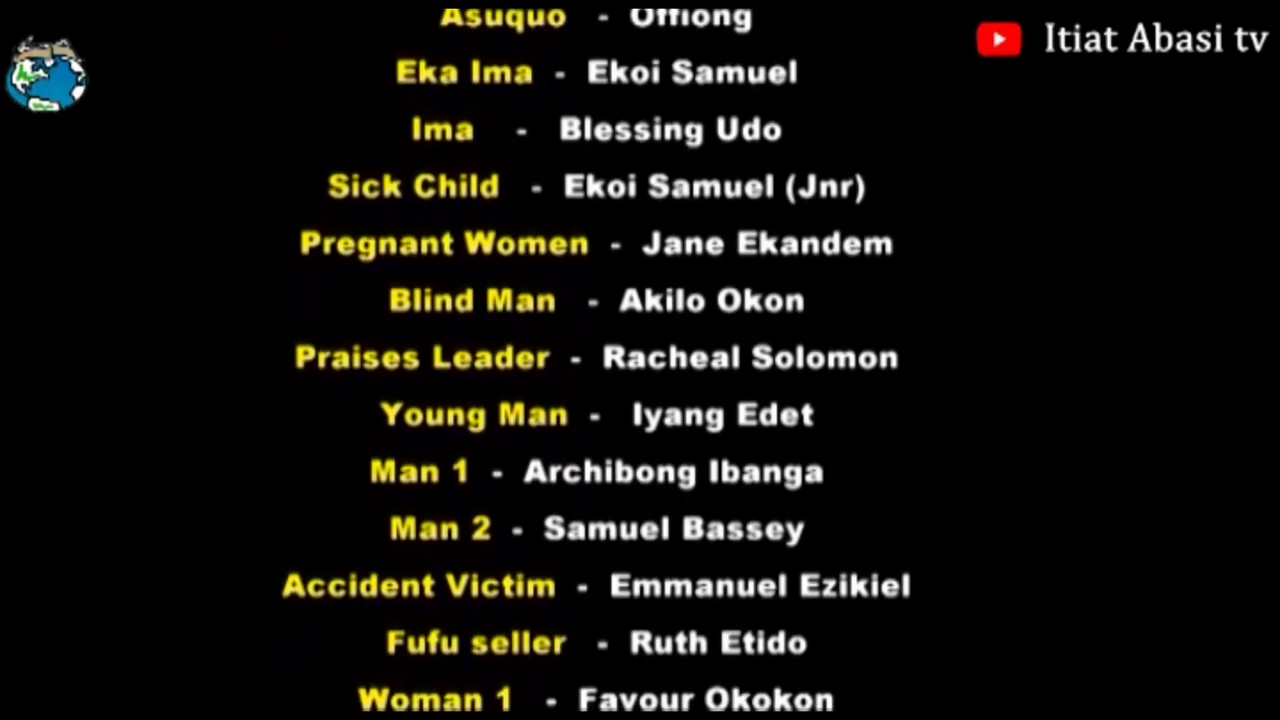 Asuquo - Offiong
Itiat Abasi tv
Eka Ima - Ekoi Samuel
Ima - Blessing Udo
Sick Child - Ekoi Samuel (Jnr)
Pregnant Women - Jane Ekandem
Blind Man - Akilo Okon
Praises Leader - Racheal Solomon
Young Man - Iyang Edet
Man 1 - Archibong Ibanga
Man 2 - Samuel Bassey
Accident Victim - Emmanuel Ezikiel
Fufu seller - Ruth Etido
Woman 1 - Favour Okokon